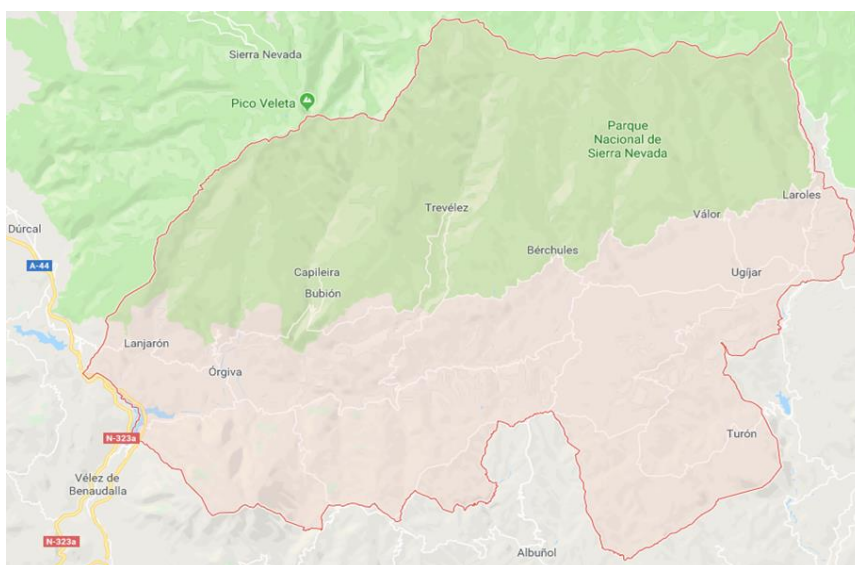 Sierra Nevada
Pico Veleta
Parque
Nacional de
Sierra Nevada
Laroles
Trevélez
Válor
Dúrcal
Bérchules
A-44
Capileira
Ugíjar
Bubión
Lanjarón
Órgiva
Turón
N-323a
Vélez de
Benaudalla
N-323a
Albuñol